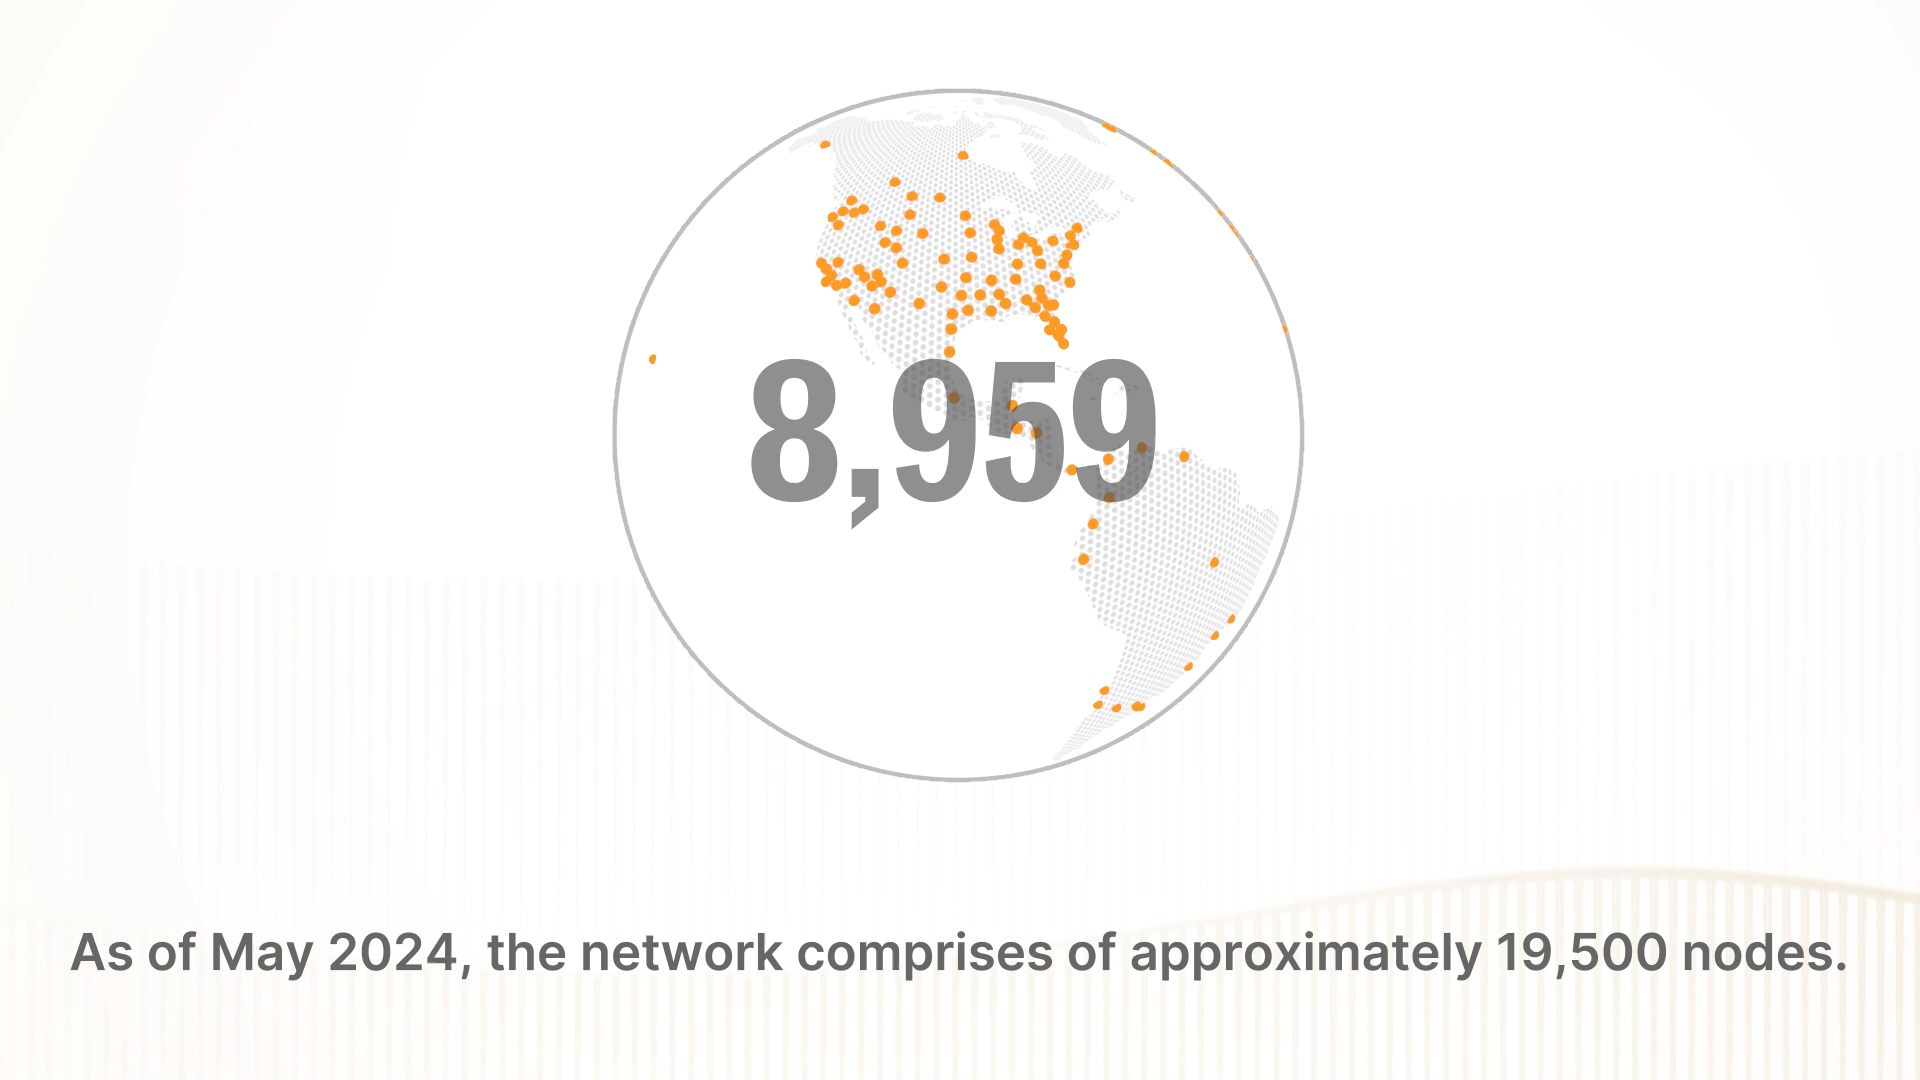 8,959
As of May 2024, the network comprises of approximately 19,500 nodes.